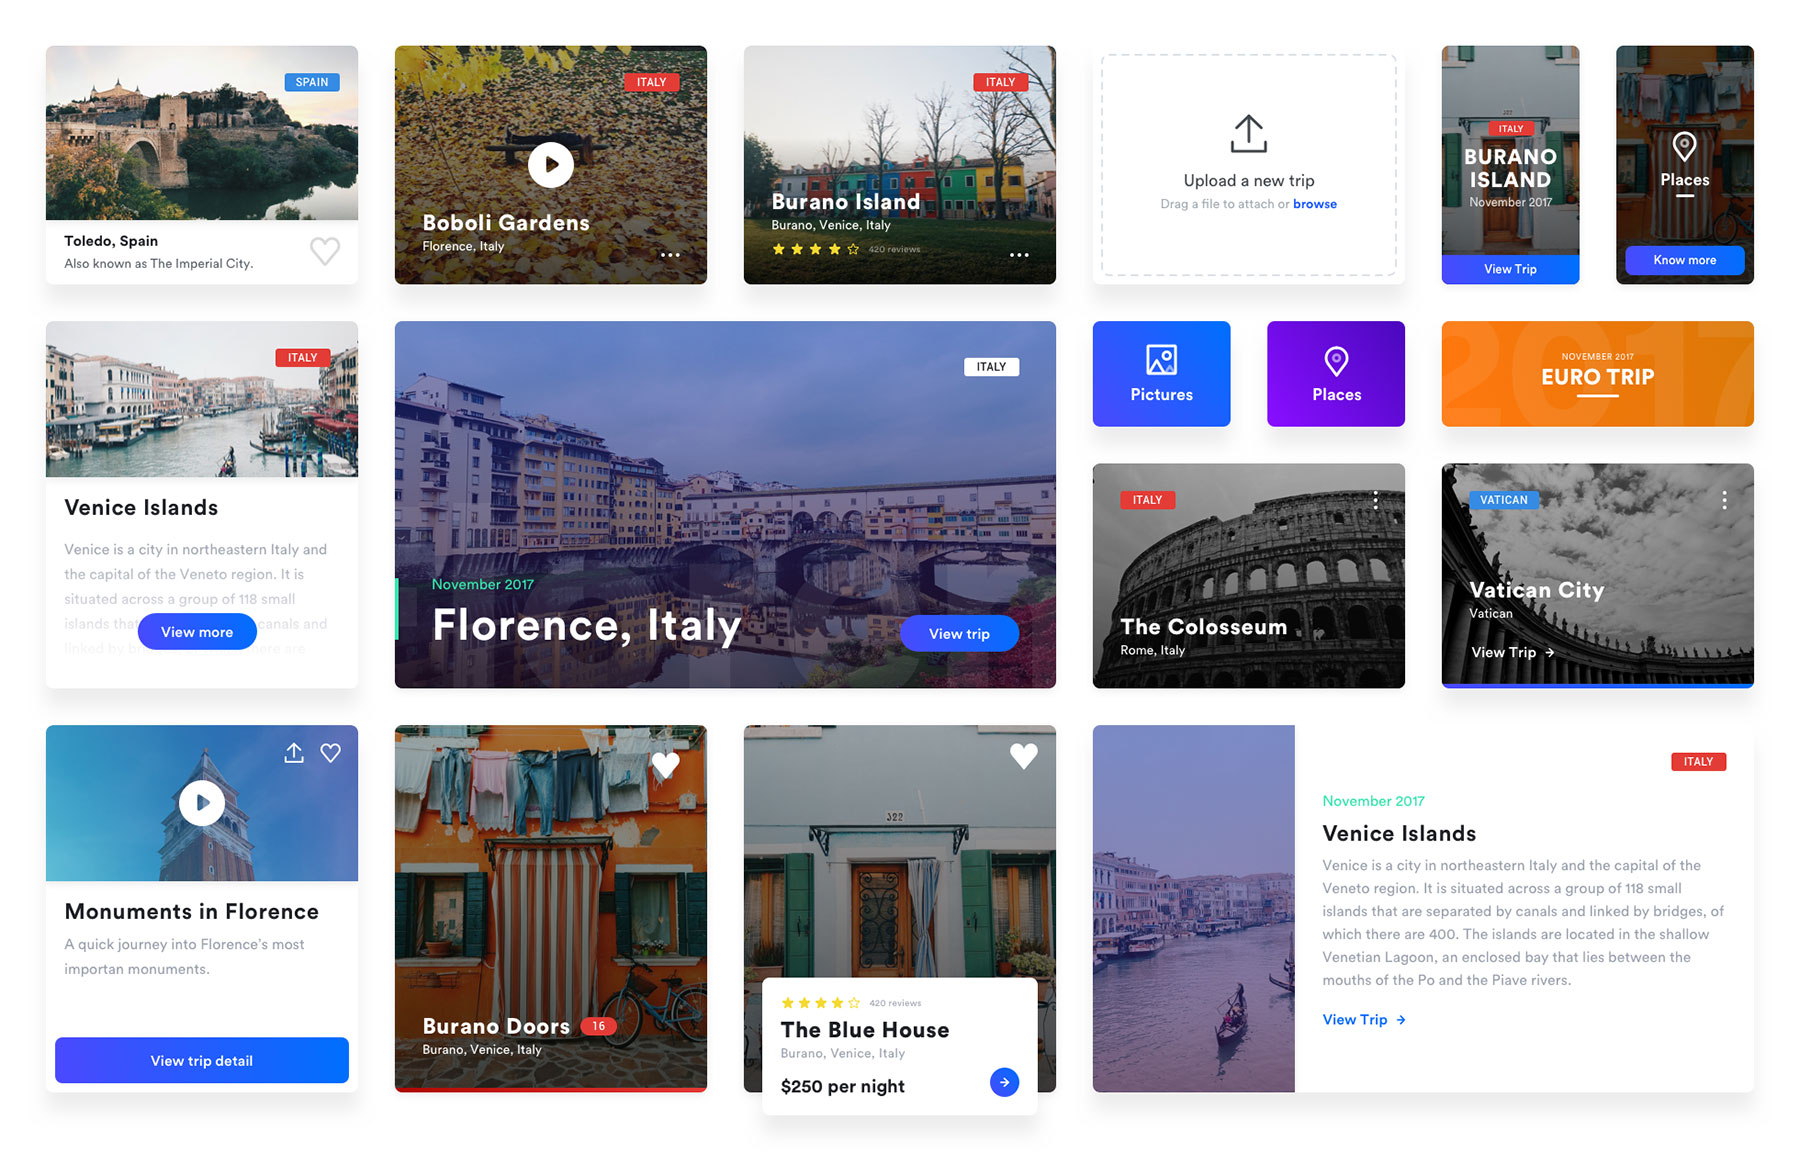 SPAIN
Toledo, Spain
Also known as The Imperial City.
ITALY
Boboli Gardens
Florence, Italy
ITALY
Burano Island
Burano, Venice, Italy
420 reviews
Upload a new trip
Drag a file to attach or browse
ITALY
BURANO
ISLAND
November 2017
View Trip
Places
Know more
ITALY
Venice Islands
Venice is a city in northeastern Italy and
the capital of the Veneto region. It is
situated across a group of 118 small
islands that canals and
linked by
View more
ITALY
November 2017
Florence, Italy
View trip
Pictures
Places
2017
NOVEMBER 2017
EURO TRIP
ITALY
The Colosseum
Rome, Italy
VATICAN
Vatican City
Vatican
View Trip
Monuments in Florence
A quick journey into Florence's most
importan monuments.
View trip detail
Burano Doors 16
Burano, Venice, Italy
322
420 reviews
The Blue House
Burano, Venice, Italy
$250 per night
ITALY
November 2017
Venice Islands
Venice is a city in northeastern Italy and the capital of the
Veneto region. It is situated across a group of 118 small
islands that are separated by canals and linked by bridges, of
which there are 400. The islands are located in the shallow
Venetian Lagoon, an enclosed bay that lies between the
mouths of the Po and the Piave rivers.
View Trip